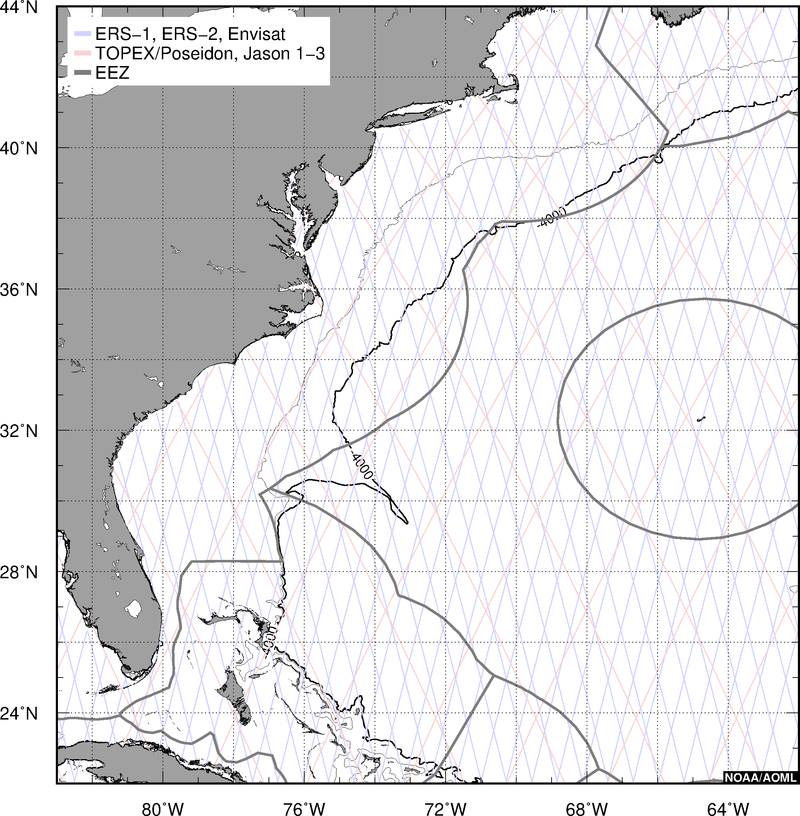 44˚N
ERS−1, ERS−2, Envisat
TOPEX/Poseidon, Jason 1−3
EEZ
40˚N
-4000
36˚N
32˚N
-4000
28˚N
24˚N
NOAA/AOML
80˚W
76˚W
72˚W
68˚W
64˚W